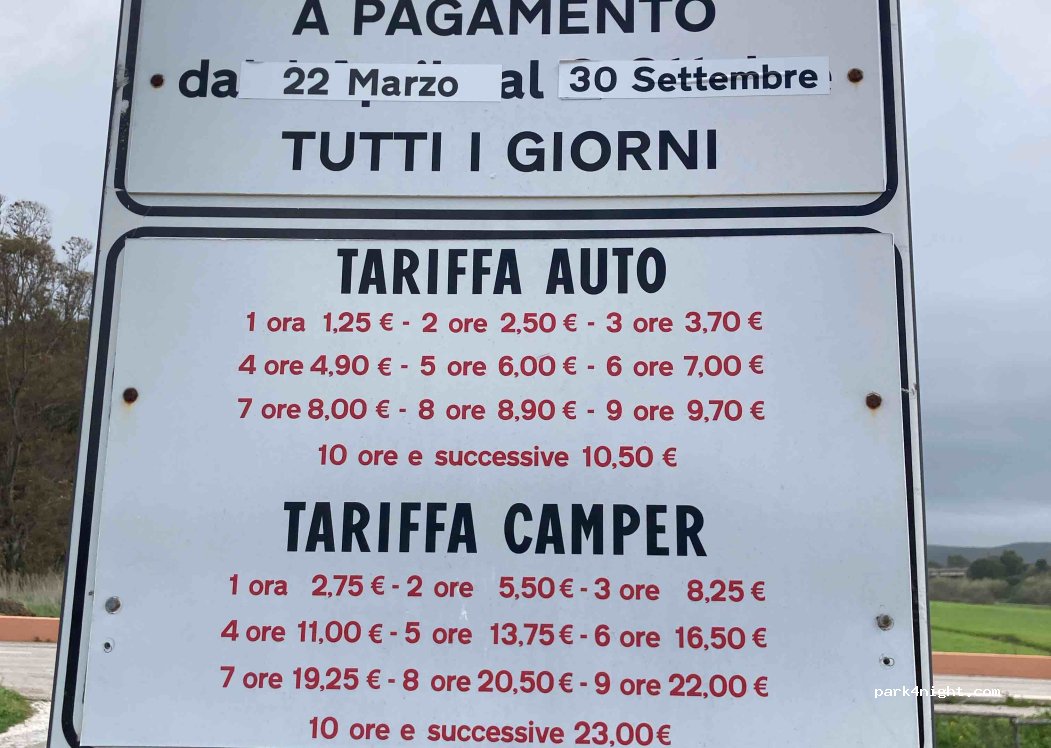 A PAGAMENTO
dal 22 Marzo al 30 Settembre
TUTTI I GIORNI
TARIFFA AUTO
1 ora 1,25 € - 2 ore 2,50 € - 3 ore 3,70 €
4 ore 4,90 € - 5 ore 6,00 € - 6 ore 7,00 €
7 ore 8,00 € - 8 ore 8,90 € - 9 ore 9,70 €
10 ore e successive 10,50 €
TARIFFA CAMPER
1 ora 2,75 € - 2 ore 5,50 € - 3 ore 8,25 €
4 ore 11,00 € - 5 ore 13,75 € - 6 ore 16,50 €
7 ore 19,25 € - 8 ore 20,50 € - 9 ore 22,00 €
10 ore e successive 23,00€
park4night.com